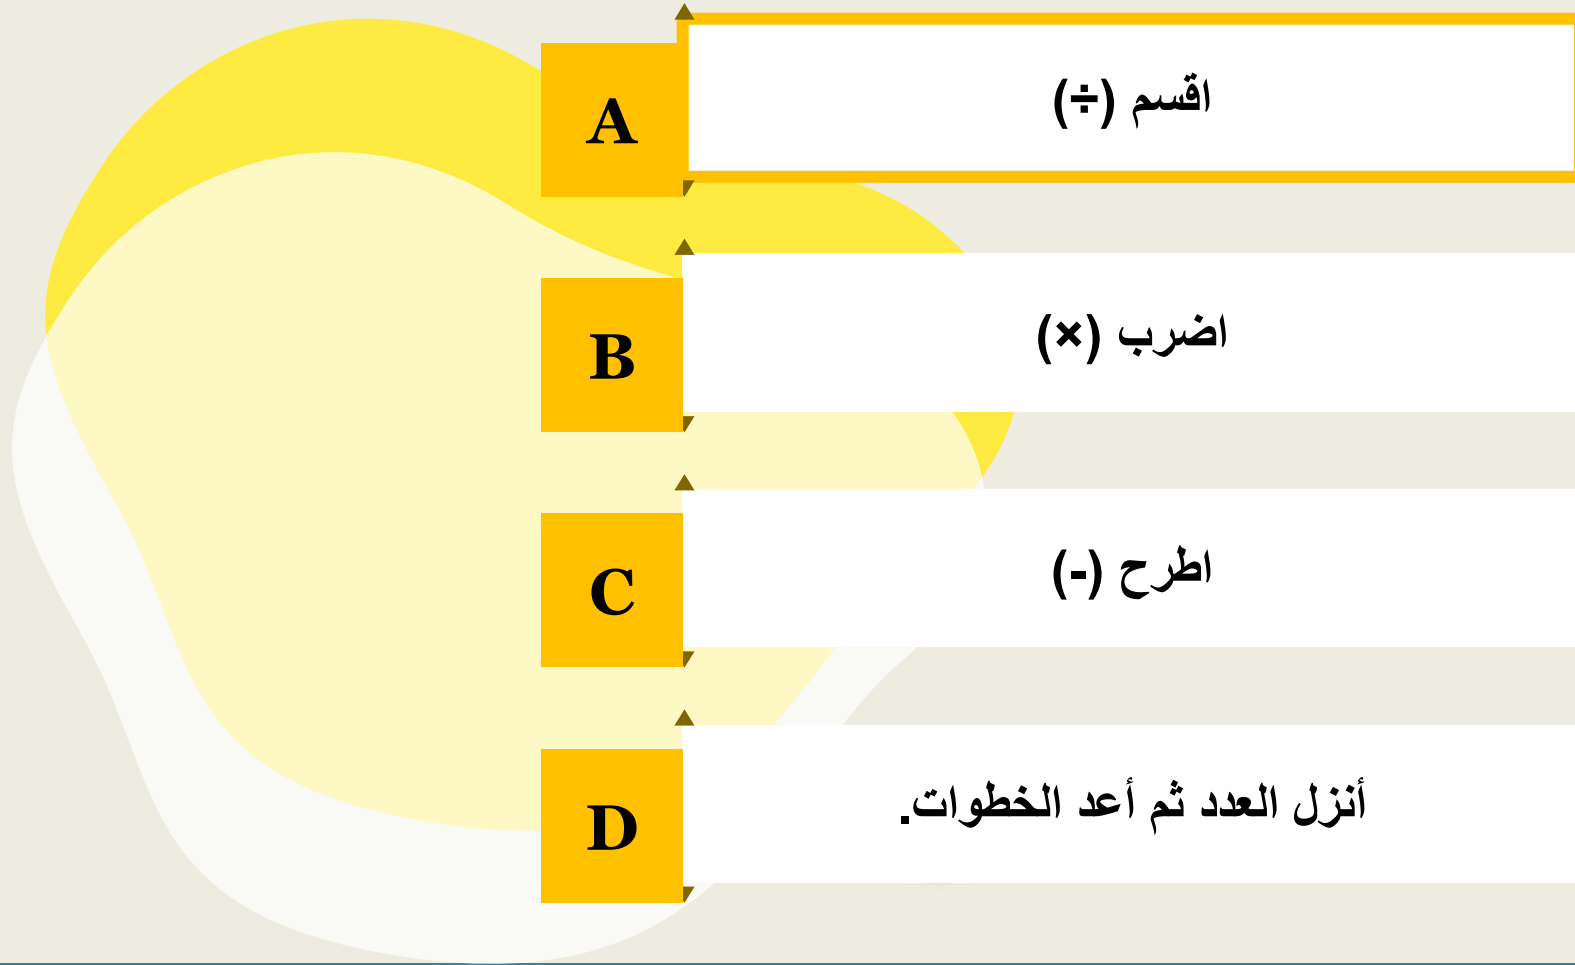 A
اقسم (÷)
B
اضرب (×)
C
اطرح (-)
D
أنزل العدد ثم أعد الخطوات.